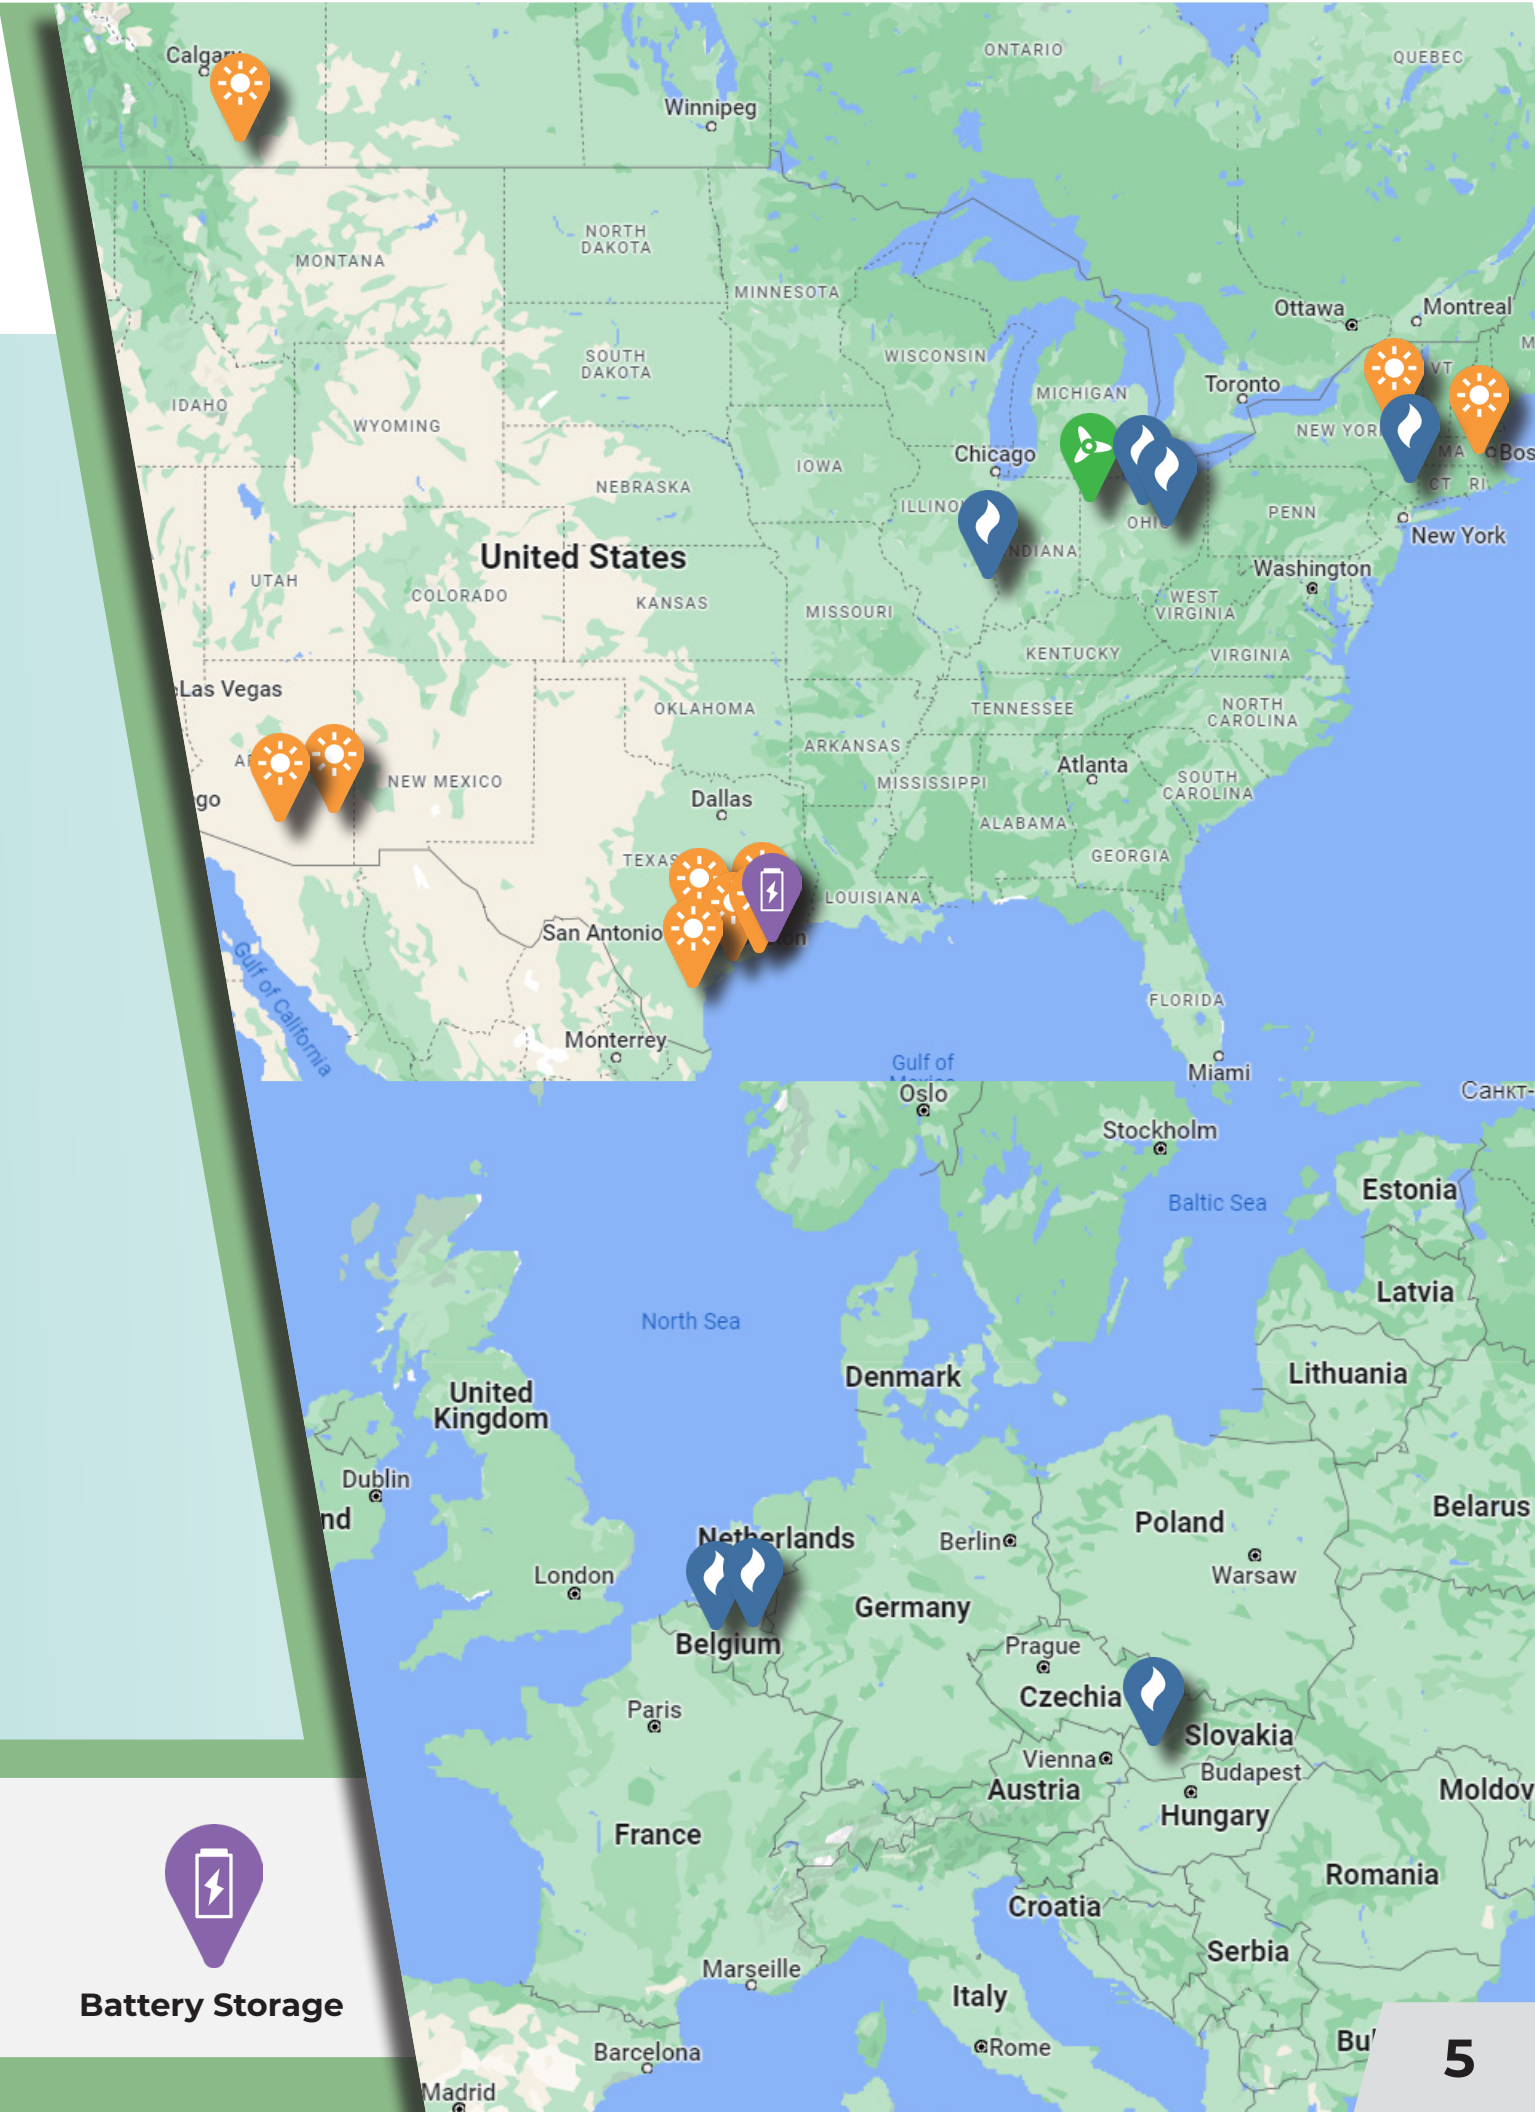 Calgary
Winnipeg
ONTARIO
QUEBEC
NORTH
DAKOTA
MONTANA
MINNESOTA
Ottawa
Montreal
SOUTH
DAKOTA
WISCONSIN
MICHIGAN
Toronto
VT
IDAHO
WYOMING
NEW YOR
MA
Bos
Chicago
IOWA
NEBRASKA
CT RI
ILLINO
OHIO
PENN
New York
United States
NDIANA
Washington
UTAH
COLORADO
KANSAS
MISSOURI
WEST
VIRGINIA
KENTUCKY
VIRGINIA
Las Vegas
OKLAHOMA
TENNESSEE
NORTH
CAROLINA
ARKANSAS
NEW MEXICO
MISSISSIPPI
Atlanta
SOUTH
CAROLINA
go
Dallas
ALABAMA
TEXAS
GEORGIA
LOUISIANA
San Antonio
on
Gulf of California
FLORIDA
Monterrey
Gulf of
Mexico
Miami
Oslo
Санкт-
Stockholm
Estonia
Baltic Sea
Latvia
North Sea
Denmark
Lithuania
United
Kingdom
Dublin
nd
Belarus
Poland
Netherlands
Berlin
Warsaw
London
Germany
Belgium
Prague
Czechia
Paris
Slovakia
Vienna
Budapest
Austria
Moldov
Hungary
France
Romania
Croatia
Serbia
Marseille
Italy
Battery Storage
Rome
Bul
Barcelona
Madrid
5